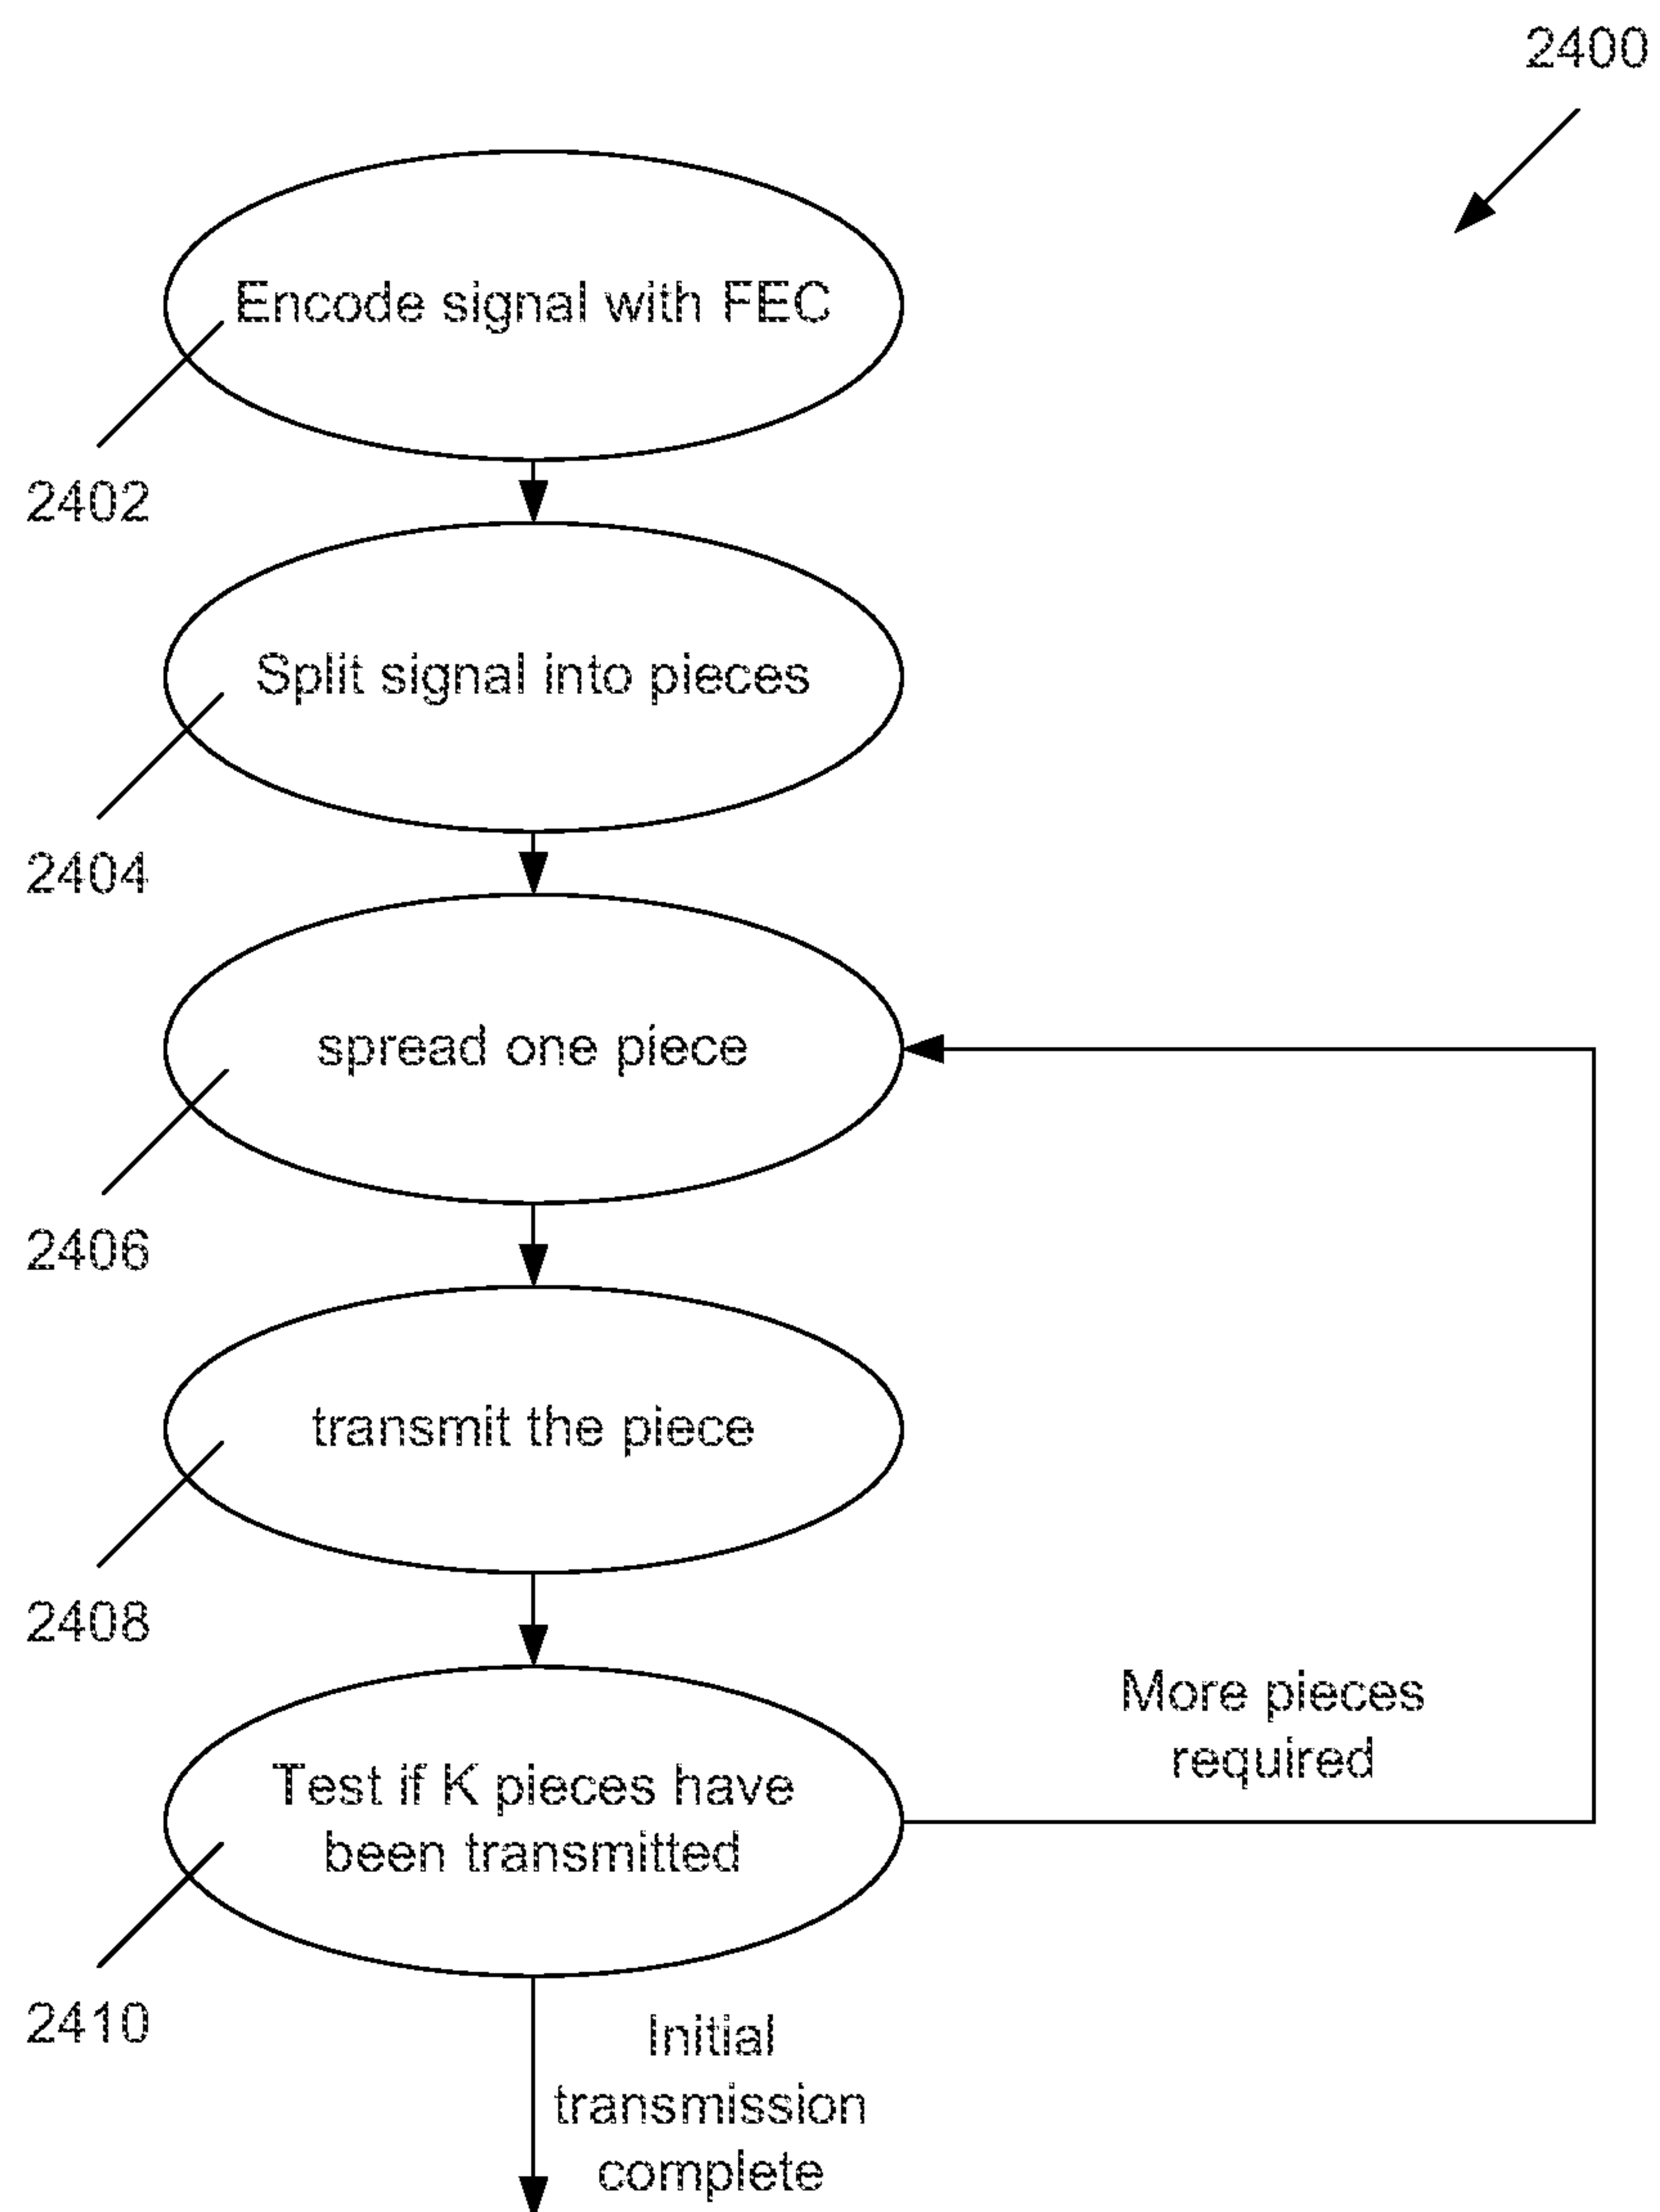 2400
Encode signal with FEC
2402
Split signal into pieces
2404
spread one piece
2406
transmit the piece
2408
More pieces
required
Test if K pieces have
been transmitted
2410
Initial
transmission
complete